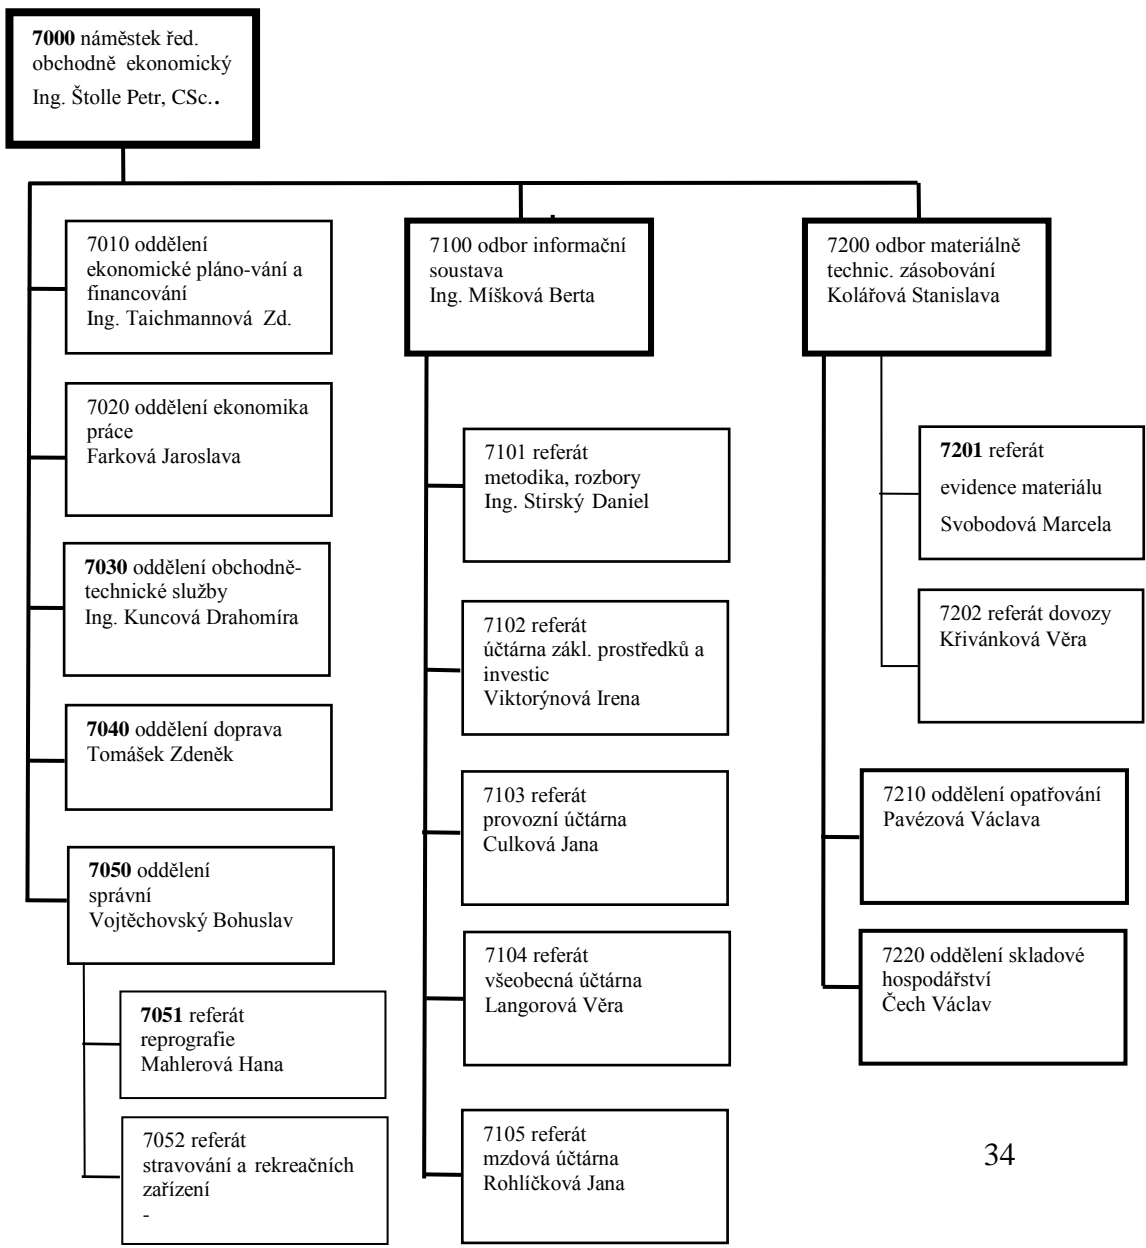 7000 náměstek řed.
obchodně ekonomický
Ing. Štolle Petr, CSc..
7010 oddělení
ekonomické pláno-vání a
financování
Ing. Taichmannová Zd.
7020 oddělení ekonomika
práce
Farková Jaroslava
7030 oddělení obchodně-
technické služby
Ing. Kuncová Drahomíra
7040 oddělení doprava
Tomášek Zdeněk
7050 oddělení
správní
Vojtěchovský Bohuslav
7051 referát
reprografie
Mahlerová Hana
7052 referát
stravování a rekreačních
zařízení
-
7100 odbor informační
soustava
Ing. Míšková Berta
7101 referát
metodika, rozbory
Ing. Stirský Daniel
7102 referát
účtárna zákl. prostředků a
investic
Viktorýnová Irena
7103 referát
provozní účtárna
Culková Jana
7104 referát
všeobecná účtárna
Langorová Věra
7105 referát
mzdová účtárna
Rohlíčková Jana
7200 odbor materiálně
technic. zásobování
Kolářová Stanislava
7201 referát
evidence materiálu
Svobodová Marcela
7202 referát dovozy
Křivánková Věra
7210 oddělení opatřování
Pavézová Václava
7220 oddělení skladové
hospodářství
Čech Václav
34